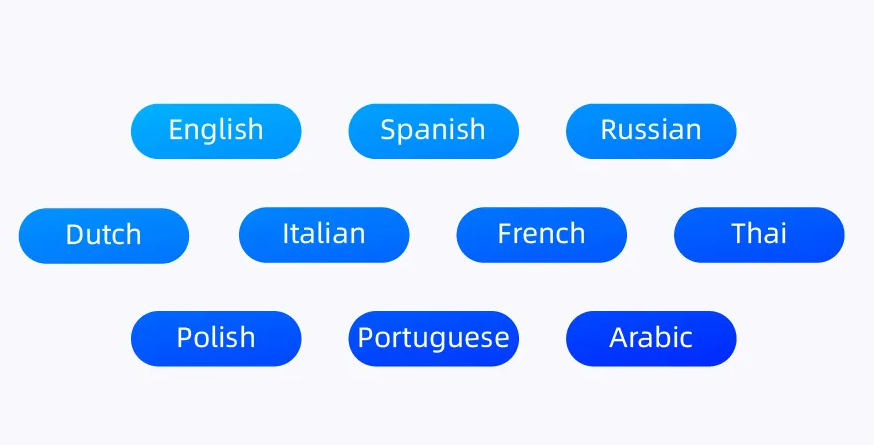 English Spanish Russian
Dutch Italian French Thai
Polish Portuguese Arabic